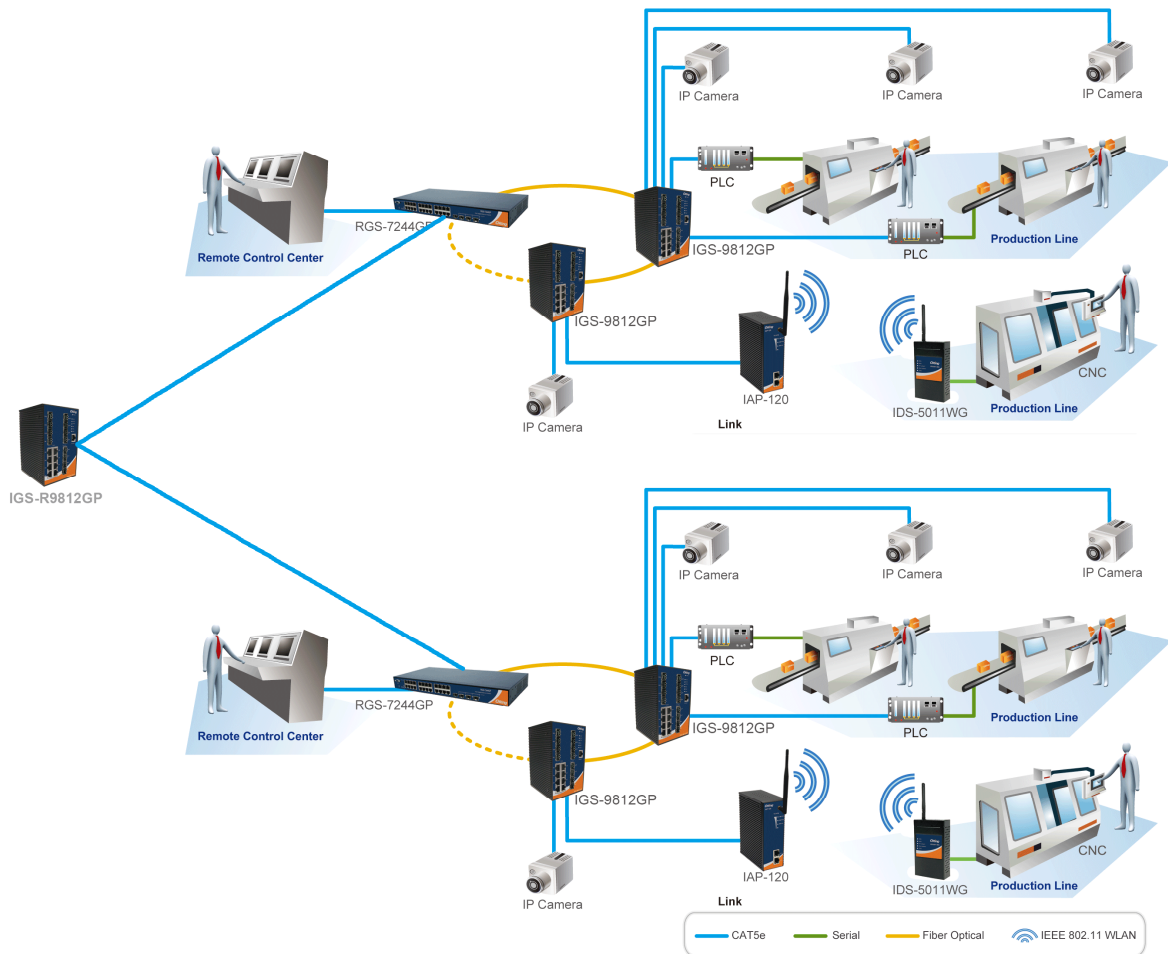 IP Camera
IP Camera
IP Camera
PLC
RGS-7244GP
IGS-9812GP
PLC
Production Line
Remote Control Center
IGS-9812GP
CNC
IAP-120
IDS-5011WG
Production Line
IP Camera
Link
IGS-R9812GP
IP Camera
IP Camera
IP Camera
PLC
RGS-7244GP
IGS-9812GP
PLC
Production Line
Remote Control Center
IGS-9812GP
CNC
IAP-120
IDS-5011WG
Production Line
IP Camera
Link
CAT5e
Serial
Fiber Optical
IEEE 802.11 WLAN